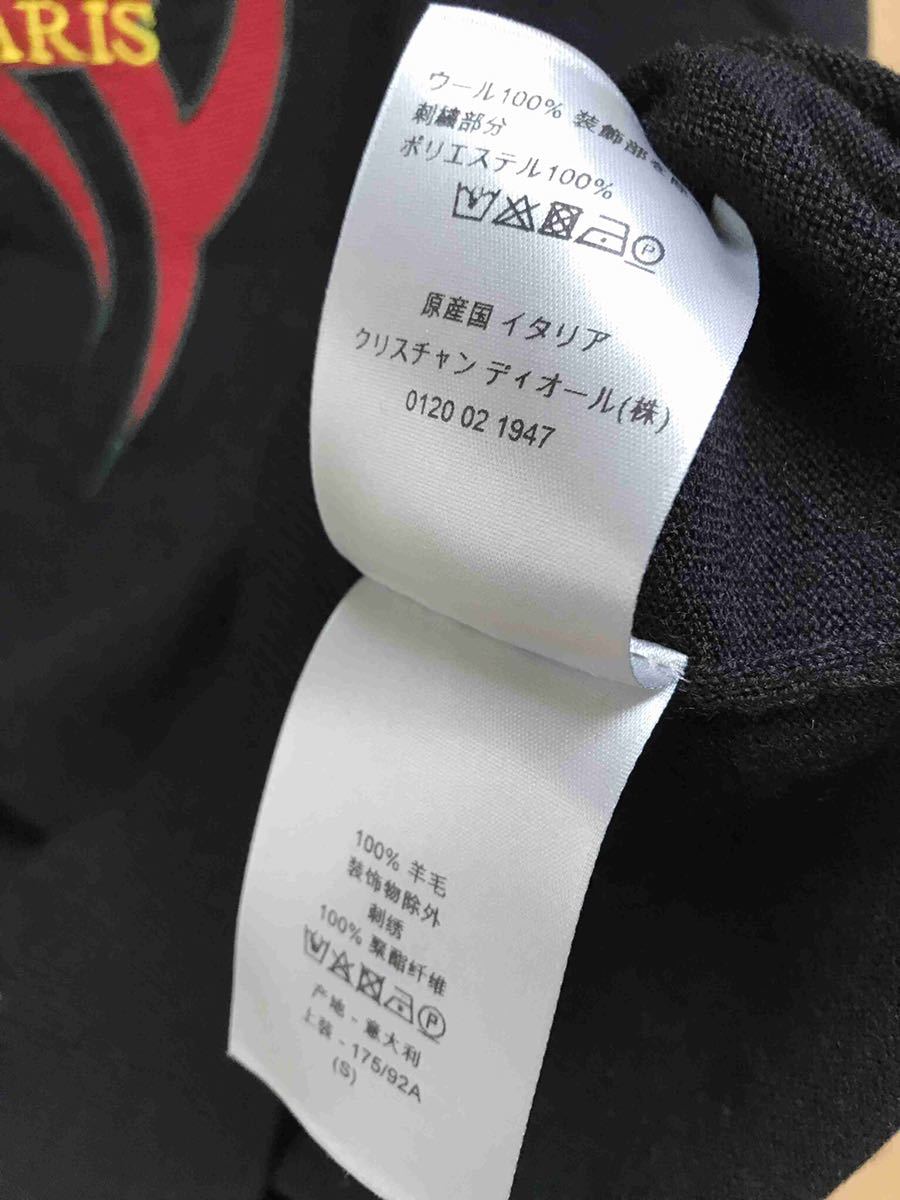 ARIS
ウール100% 装飾部を除
刺繍部分
ポリエステル100%
P
原産国 イタリア
クリスチャン ディオール(株)
0120 02 1947
100% 羊毛
装饰物除外
刺绣
100% 聚酯纤维
P
产地 - 意大利
上装 - 175/92A
(S)